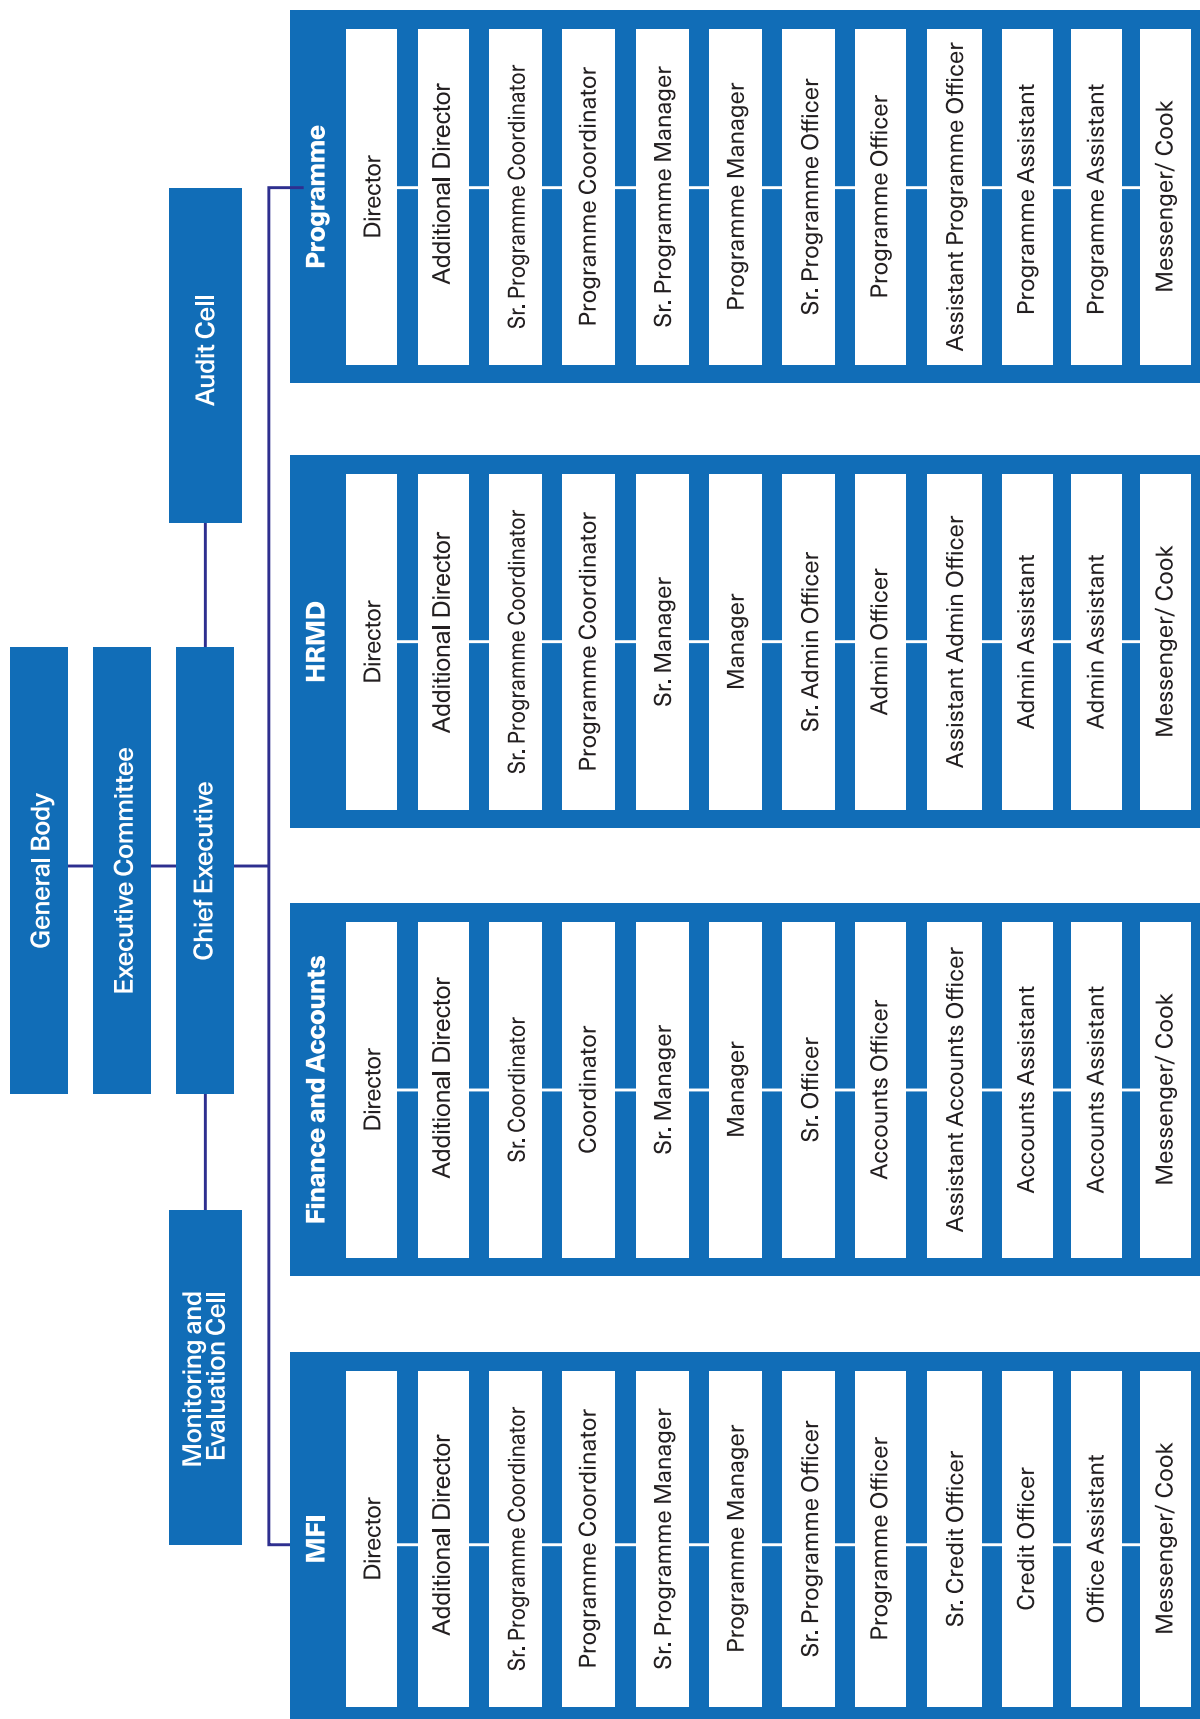 General Body
Executive Committee
Chief Executive
Monitoring and
Evaluation Cell
Audit Cell
MFI
Director
Additional Director
Sr. Programme Coordinator
Programme Coordinator
Sr. Programme Manager
Programme Manager
Sr. Programme Officer
Programme Officer
Sr. Credit Officer
Credit Officer
Office Assistant
Messenger/ Cook
Finance and Accounts
Director
Additional Director
Sr. Coordinator
Coordinator
Sr. Manager
Manager
Sr. Officer
Accounts Officer
Assistant Accounts Officer
Accounts Assistant
Accounts Assistant
Messenger/ Cook
HRMD
Director
Additional Director
Sr. Programme Coordinator
Programme Coordinator
Sr. Manager
Manager
Sr. Admin Officer
Admin Officer
Assistant Admin Officer
Admin Assistant
Admin Assistant
Messenger/ Cook
Programme
Director
Additional Director
Sr. Programme Coordinator
Programme Coordinator
Sr. Programme Manager
Programme Manager
Sr. Programme Officer
Programme Officer
Assistant Programme Officer
Programme Assistant
Programme Assistant
Messenger/ Cook